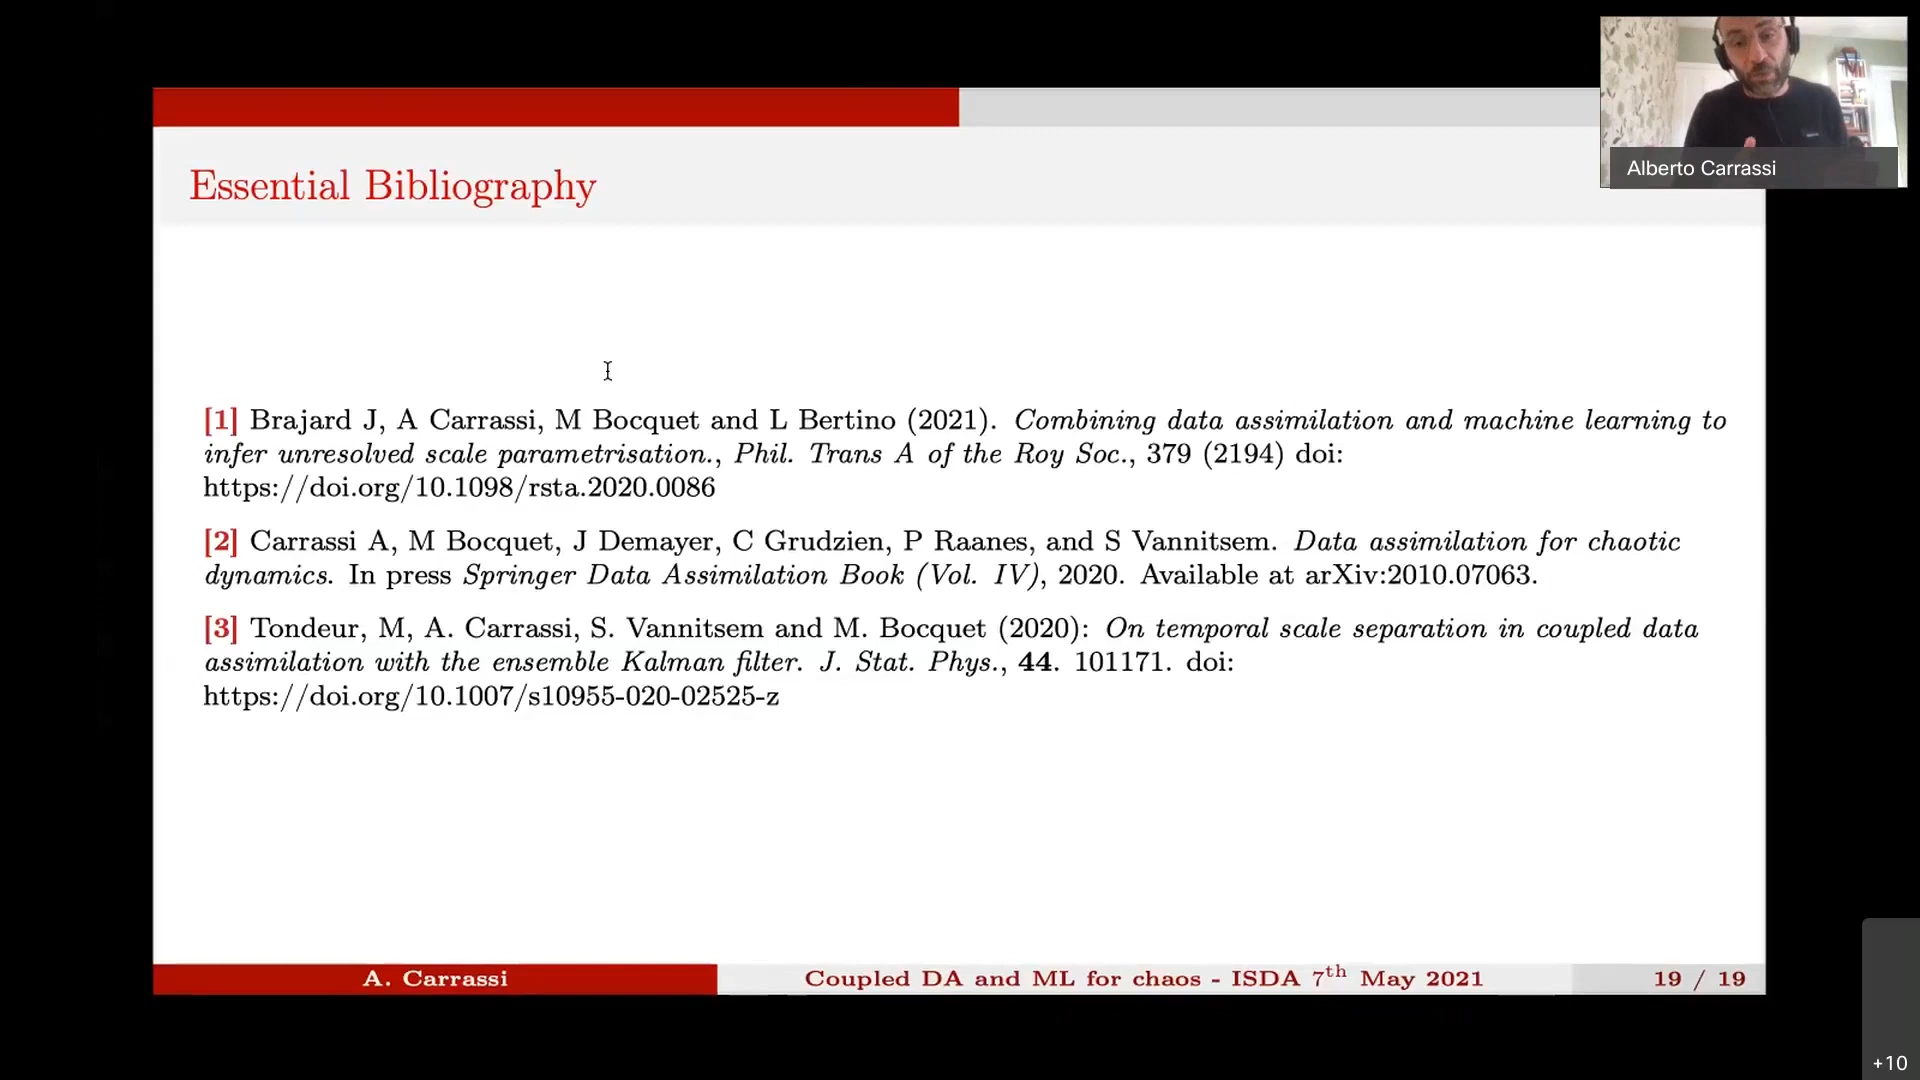 Alberto Carrassi
Essential Bibliography
[1] Brajard J, A Carrassi, M Bocquet and L Bertino (2021). Combining data assimilation and machine learning to
infer unresolved scale parametrisation., Phil. Trans A of the Roy Soc., 379 (2194) doi:
https://doi.org/10.1098/rsta.2020.0086
[2] Carrassi A, M Bocquet, J Demayer, C Grudzien, P Raanes, and S Vannitsem. Data assimilation for chaotic
dynamics. In press Springer Data Assimilation Book (Vol. IV), 2020. Available at arXiv:2010.07063.
[3] Tondeur, M, A. Carrassi, S. Vannitsem and M. Bocquet (2020): On temporal scale separation in coupled data
assimilation with the ensemble Kalman filter. J. Stat. Phys., 44. 101171. doi:
https://doi.org/10.1007/s10955-020-02525-z
A. Carrassi
Coupled DA and ML for chaos - ISDA 7th May 2021
19 / 19
+10